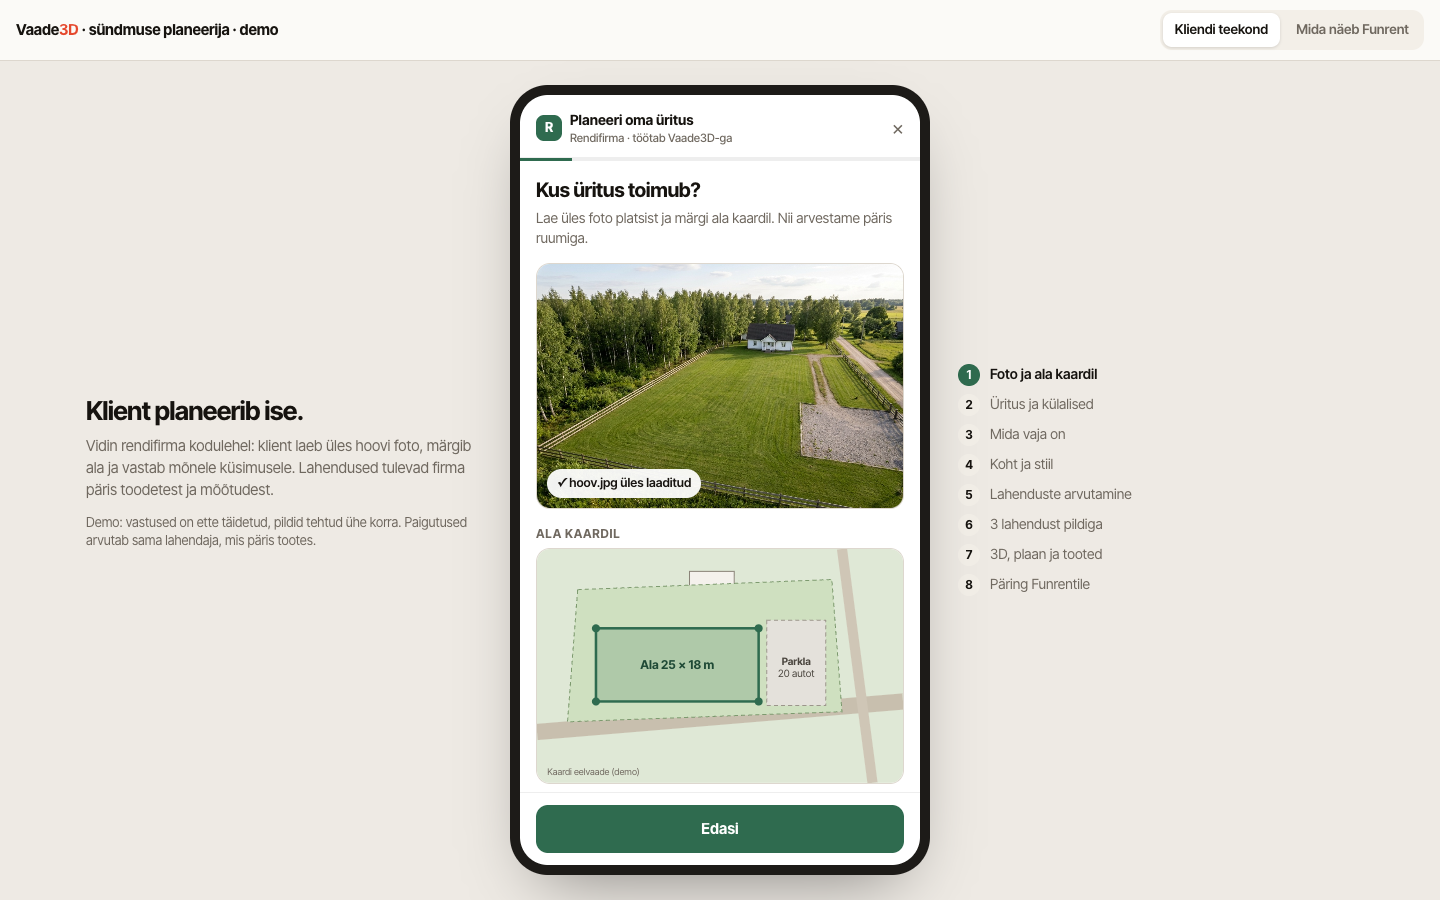 Vaade3D · sündmuse planeerija · demo
Kliendi teekond
Mida näeb Funrent
R
Planeeri oma üritus
Rendifirma · töötab Vaade3D-ga
×
Kus üritus toimub?
Lae üles foto platsist ja märgi ala kaardil. Nii arvestame päris
ruumiga.
✓ hoov.jpg üles laaditud
ALA KAARDIL
Ala 25 × 18 m
Parkla
20 autot
Kaardi eelvaade (demo)
Edasi
Klient planeerib ise.
Vidin rendifirma kodulehel: klient laeb üles hoovi foto, märgib
ala ja vastab mõnele küsimusele. Lahendused tulevad firma
päris toodetest ja mõõtudest.
Demo: vastused on ette täidetud, pildid tehtud ühe korra. Paigutused
arvutab sama lahendaja, mis päris tootes.
1 Foto ja ala kaardil
2 Üritus ja külalised
3 Mida vaja on
4 Koht ja stiil
5 Lahenduste arvutamine
6 3 lahendust pildiga
7 3D, plaan ja tooted
8 Päring Funrentile